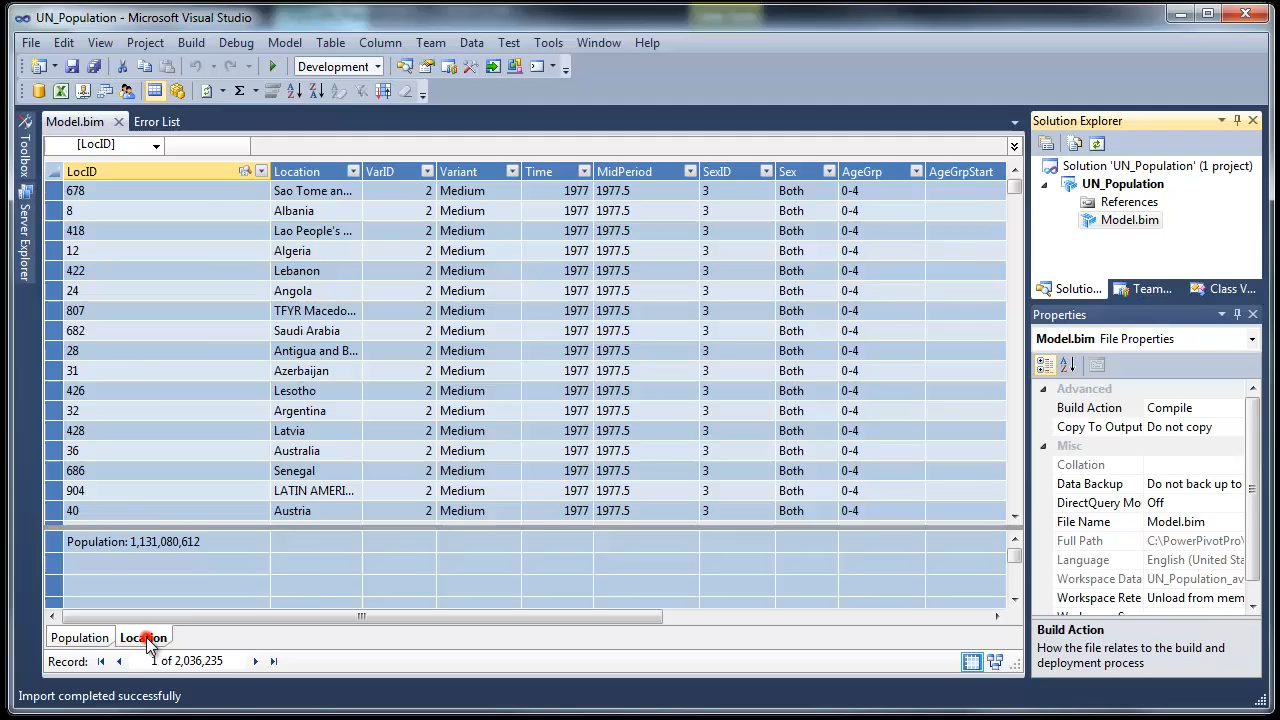 UN_Population - Microsoft Visual Studio
File Edit View Project Build Debug Model Table Column Team Data Test Tools Window Help
Development
Model.bim Error List
[LocID]
LocID Location VarID Variant Time MidPeriod SexID Sex AgeGrp AgeGrpStart
678 Sao Tome an... 2 Medium 1977 1977.5 3 Both 0-4
8 Albania 2 Medium 1977 1977.5 3 Both 0-4
418 Lao People's ... 2 Medium 1977 1977.5 3 Both 0-4
12 Algeria 2 Medium 1977 1977.5 3 Both 0-4
422 Lebanon 2 Medium 1977 1977.5 3 Both 0-4
24 Angola 2 Medium 1977 1977.5 3 Both 0-4
807 TFYR Macedo... 2 Medium 1977 1977.5 3 Both 0-4
682 Saudi Arabia 2 Medium 1977 1977.5 3 Both 0-4
28 Antigua and B... 2 Medium 1977 1977.5 3 Both 0-4
31 Azerbaijan 2 Medium 1977 1977.5 3 Both 0-4
426 Lesotho 2 Medium 1977 1977.5 3 Both 0-4
32 Argentina 2 Medium 1977 1977.5 3 Both 0-4
428 Latvia 2 Medium 1977 1977.5 3 Both 0-4
36 Australia 2 Medium 1977 1977.5 3 Both 0-4
686 Senegal 2 Medium 1977 1977.5 3 Both 0-4
904 LATIN AMERI... 2 Medium 1977 1977.5 3 Both 0-4
40 Austria 2 Medium 1977 1977.5 3 Both 0-4
Population: 1,131,080,612
Population Location
Record: 1 of 2,036,235
Import completed successfully
Toolbox
Server Explorer
Solution Explorer
Solution 'UN_Population' (1 project)
UN_Population
References
Model.bim
Solutio... Team... Class V...
Properties
Model.bim File Properties
Advanced
Build Action Compile
Copy To Output Do not copy
Misc
Collation
Data Backup Do not back up to
DirectQuery Mo Off
File Name Model.bim
Full Path C:\PowerPivotPro\
Language English (United Sta
Workspace Data UN_Population_av
Workspace Rete Unload from mem
Build Action
How the file relates to the build and
deployment process